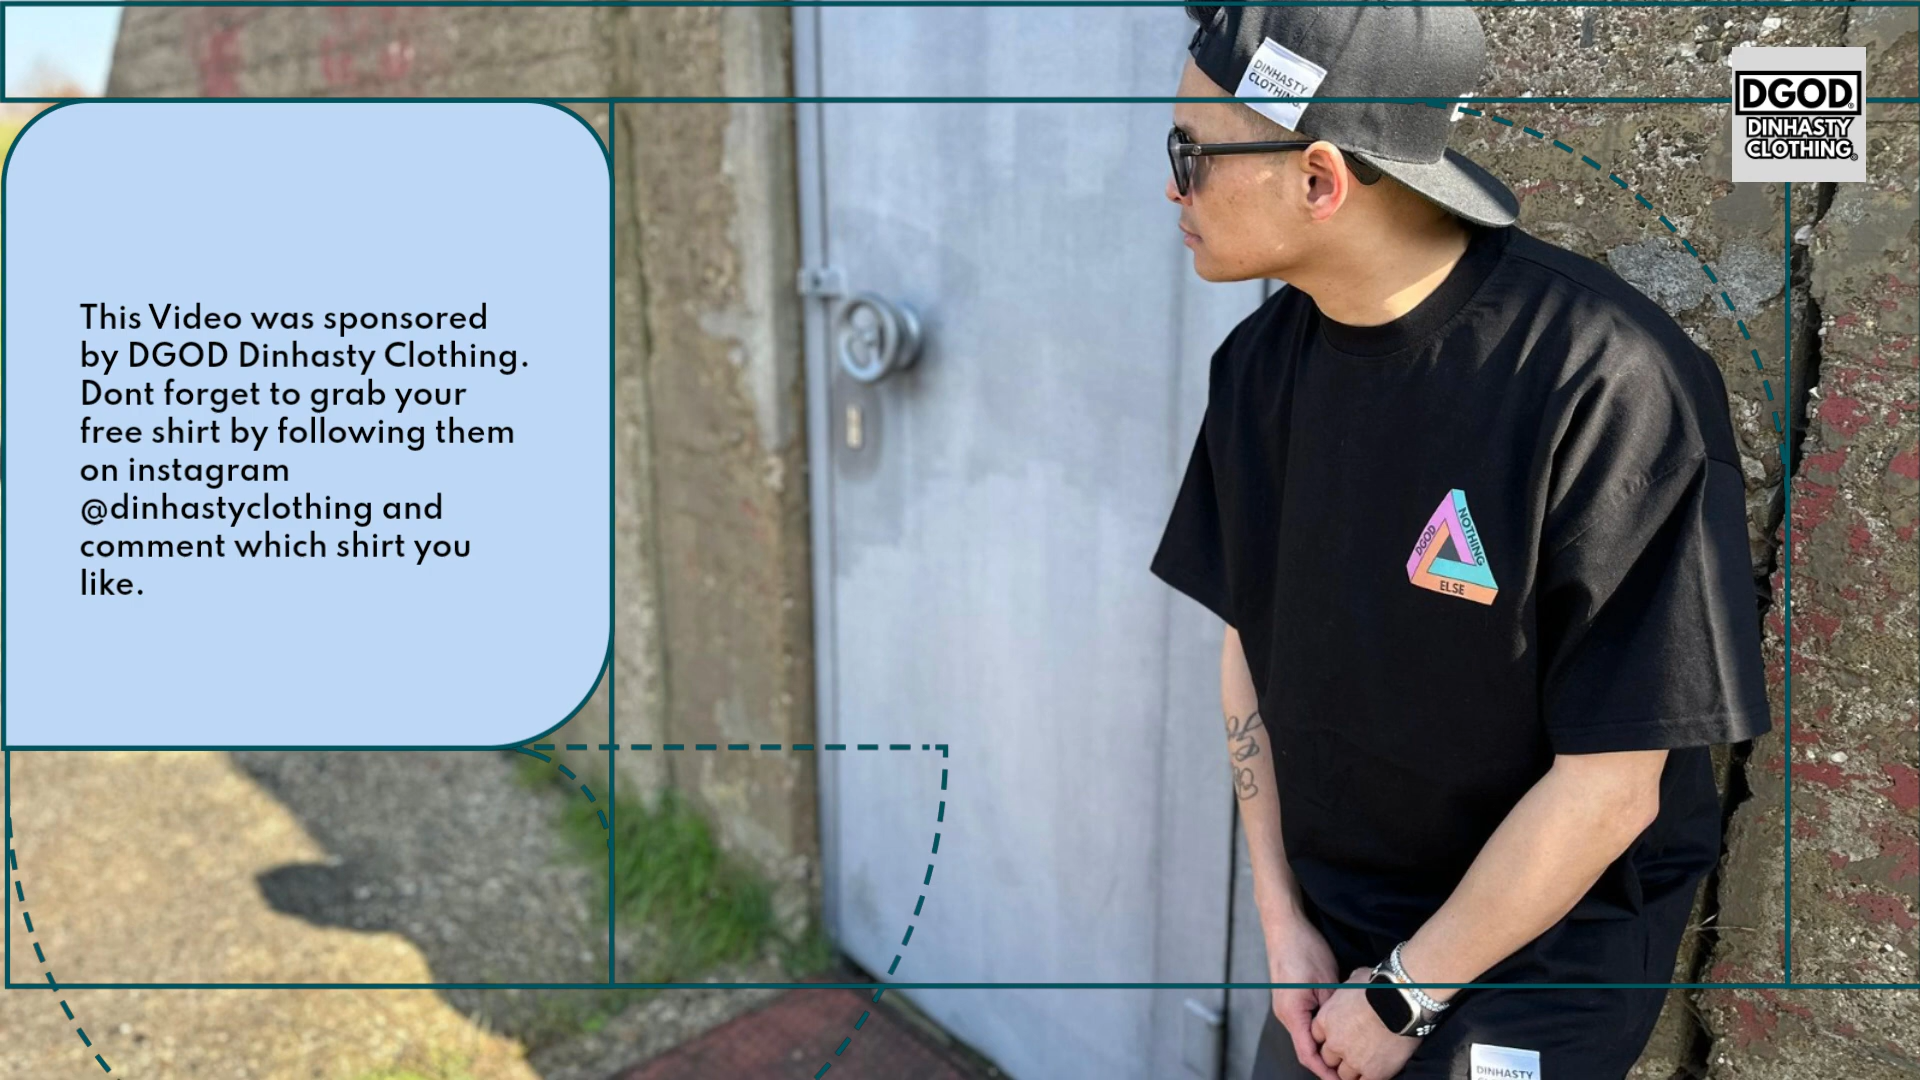 DINHASTY
CLOTHING.
DGOD
DINHASTY
CLOTHING
This Video was sponsored
by DGOD Dinhasty Clothing.
Dont forget to grab your
free shirt by following them
on instagram
@dinhastyclothing and
comment which shirt you
like.
DGOD
NOTHING
ELSE
DINHASTY